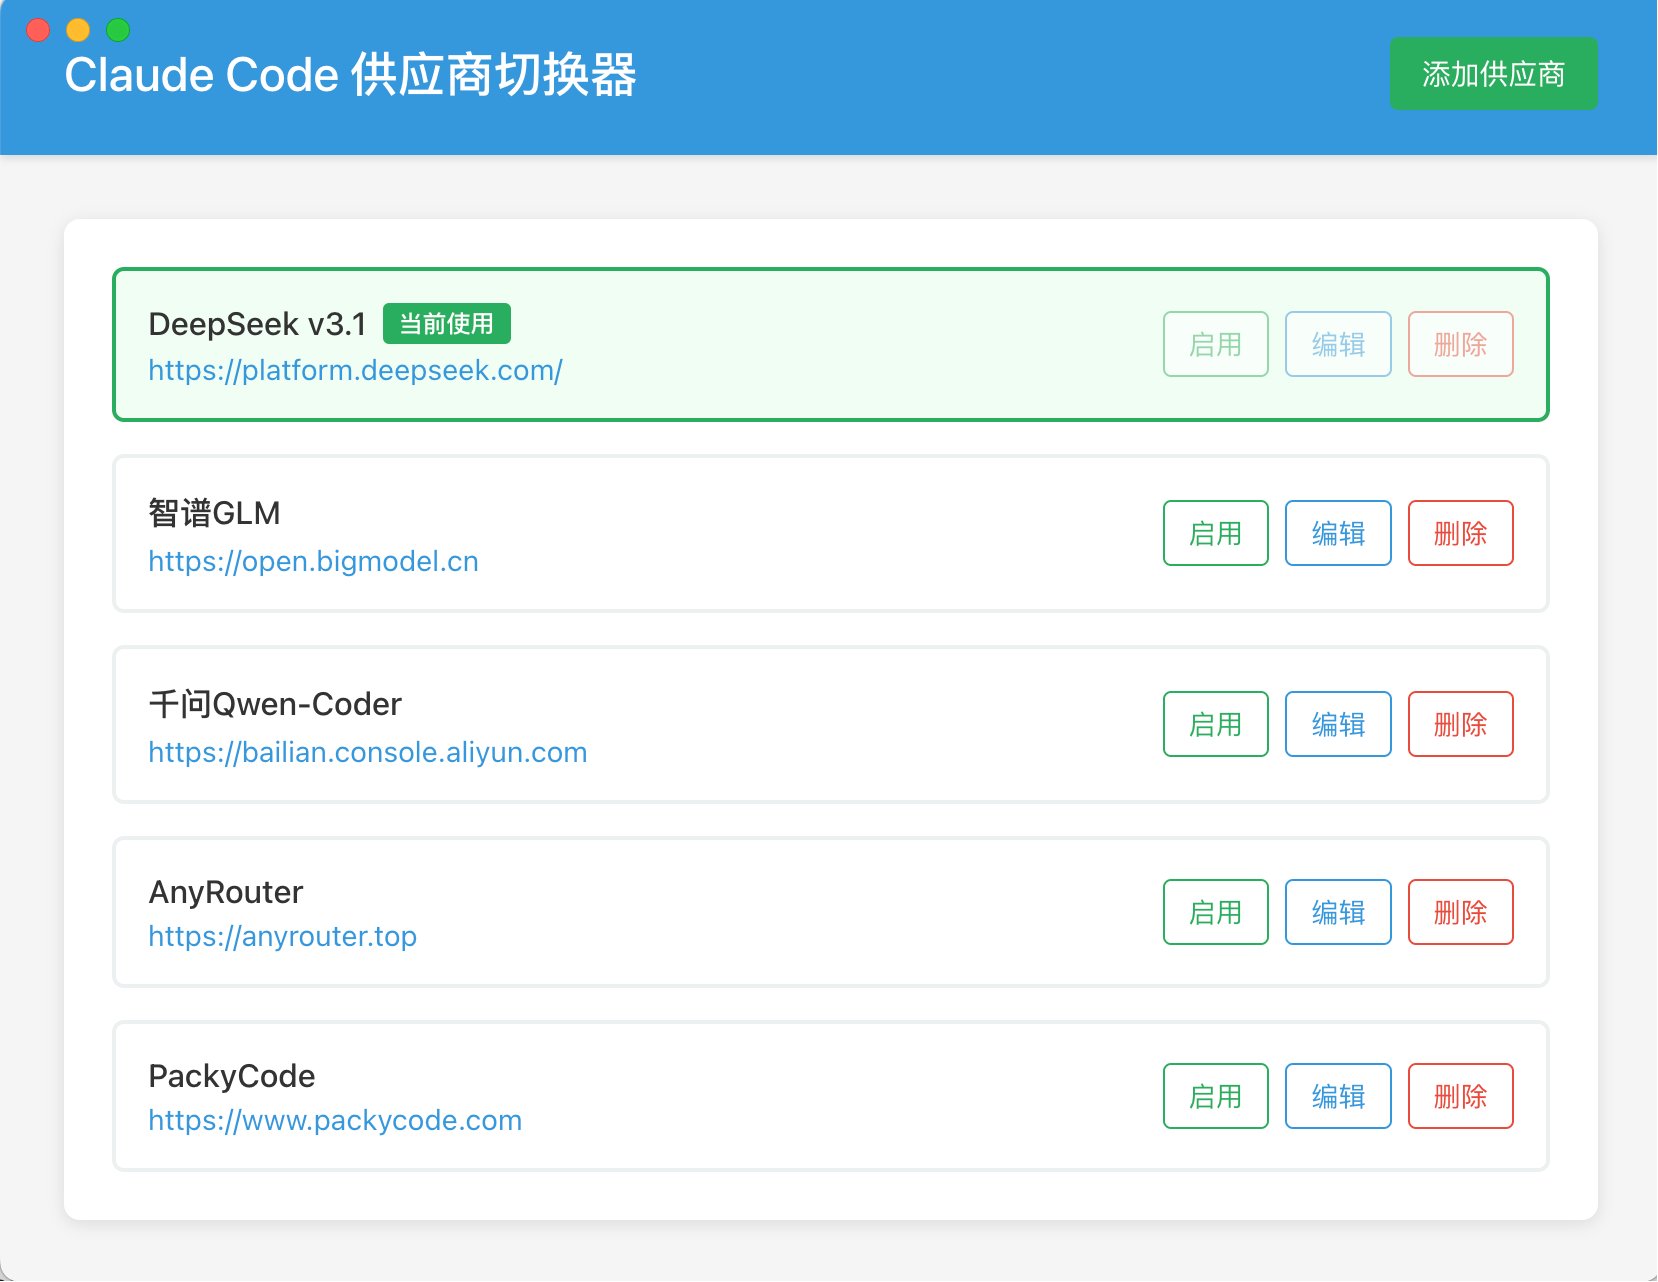 Claude Code 供应商切换器
添加供应商
DeepSeek v3.1 当前使用
https://platform.deepseek.com/
启用 编辑 删除
智谱GLM
https://open.bigmodel.cn
启用 编辑 删除
千问Qwen-Coder
https://bailian.console.aliyun.com
启用 编辑 删除
AnyRouter
https://anyrouter.top
启用 编辑 删除
PackyCode
https://www.packycode.com
启用 编辑 删除